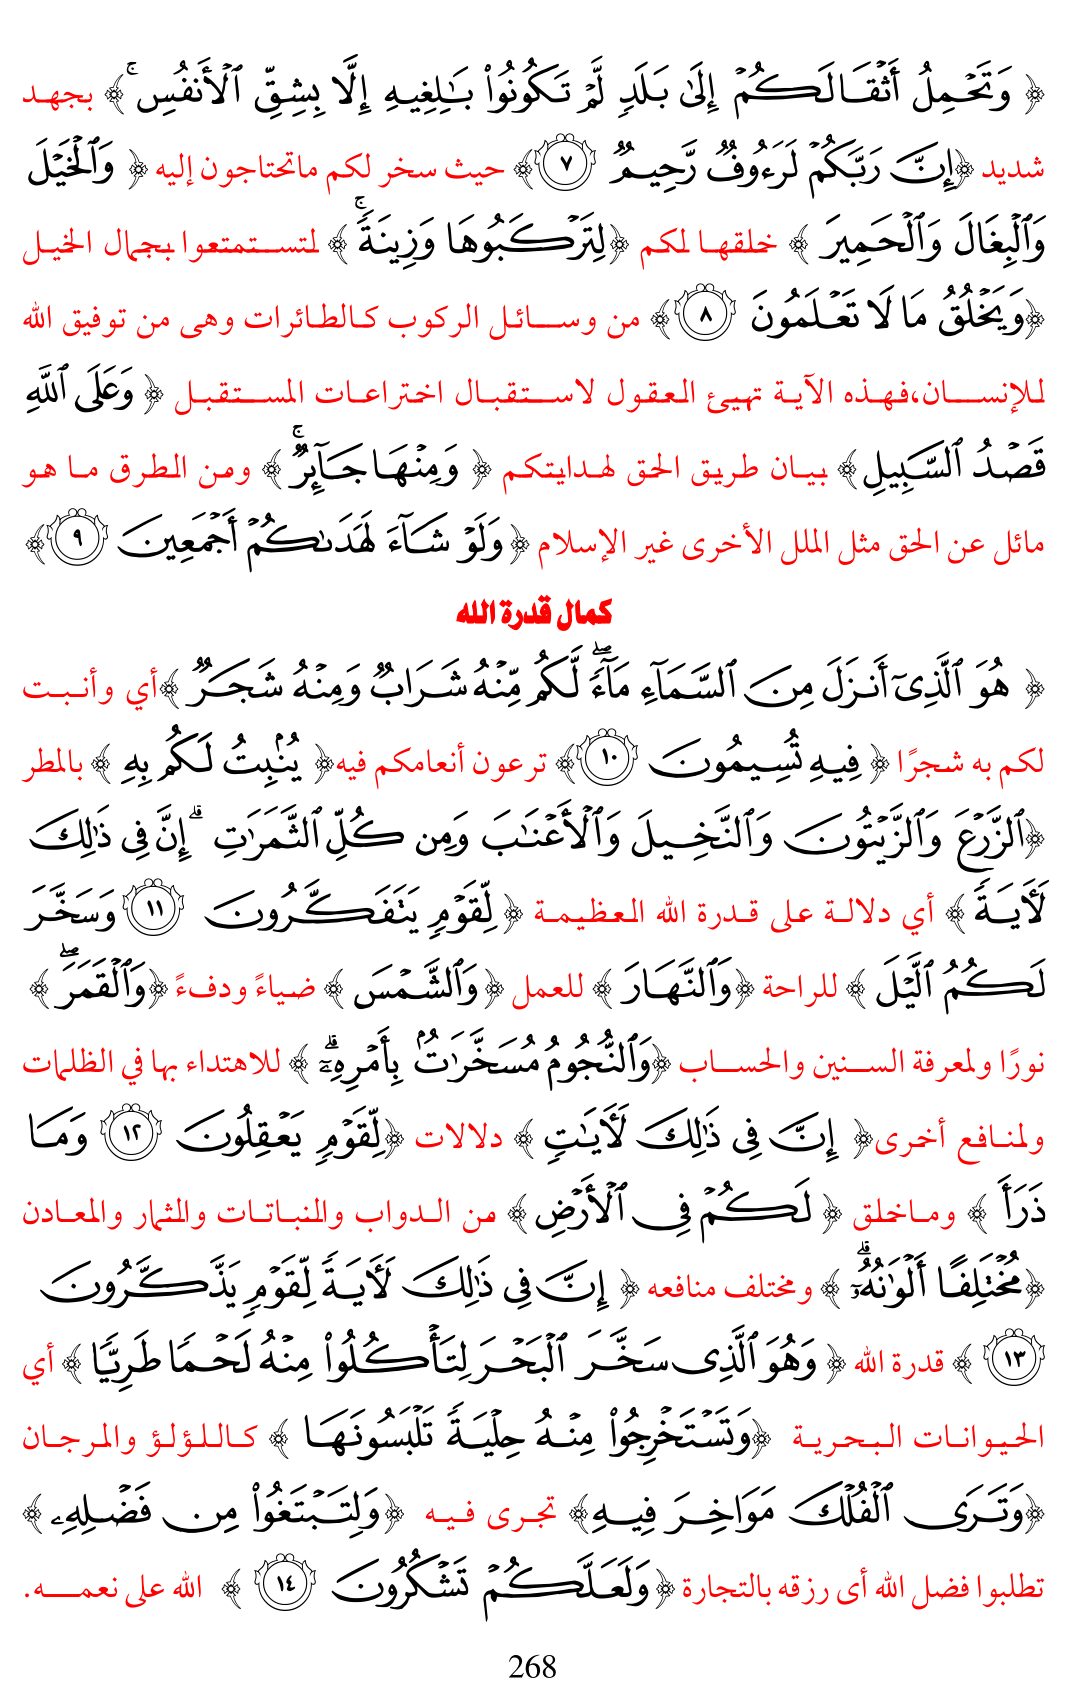 ﴿ وَتَحْمِلُ أَثْقَالَكُمْ إِلَىٰ بَلَدٍ لَّمْ تَكُونُوا۟ بَـٰلِغِيهِ إِلَّا بِشِقِّ ٱلْأَنفُسِ ۚ ﴾ بجهد
شديد ﴿إِنَّ رَبَّكُمْ لَرَءُوفٌ رَّحِيمٌ ٧﴾ حيث سخر لكم ماتحتاجون إليه ﴿ وَٱلْخَيْلَ
وَٱلْبِغَالَ وَٱلْحَمِيرَ ﴾ خلقها لكم ﴿لِتَرْكَبُوهَا وَزِينَةً ۚ ﴾ لتستمتعوا بجمال الخيل
﴿وَيَخْلُقُ مَا لَا تَعْلَمُونَ ٨﴾ من وسائل الركوب كالطائرات وهى من توفيق الله
للإنسان،فهذه الآية تهيئ العقول لاستقبال اختراعات المستقبل ﴿ وَعَلَى ٱللَّهِ
قَصْدُ ٱلسَّبِيلِ﴾ بيان طريق الحق لهدايتكم ﴿ وَمِنْهَا جَآئِرٌ ۚ ﴾ ومن الطرق ما هو
مائل عن الحق مثل الملل الأخرى غير الإسلام ﴿وَلَوْ شَآءَ لَهَدَىٰكُمْ أَجْمَعِينَ ٩﴾
كمال قدرة الله
﴿ هُوَ ٱلَّذِىٓ أَنزَلَ مِنَ ٱلسَّمَآءِ مَآءً ۖ لَّكُم مِّنْهُ شَرَابٌ وَمِنْهُ شَجَرٌ ﴾أي وأنبت
لكم به شجرًا ﴿ فِيهِ تُسِيمُونَ ١٠﴾ ترعون أنعامكم فيه﴿ يُنۢبِتُ لَكُم بِهِ ﴾ بالمطر
﴿ٱلزَّرْعَ وَٱلزَّيْتُونَ وَٱلنَّخِيلَ وَٱلْأَعْنَـٰبَ وَمِن كُلِّ ٱلثَّمَرَٰتِ ۗ إِنَّ فِى ذَٰلِكَ
لَـَٔايَةً ﴾ أي دلالة على قدرة الله العظيمة ﴿ لِّقَوْمٍ يَتَفَكَّرُونَ ١١ وَسَخَّرَ
لَكُمُ ٱلَّيْلَ ﴾ للراحة ﴿وَٱلنَّهَارَ ﴾ للعمل ﴿ وَٱلشَّمْسَ ﴾ ضياءً ودفءً ﴿وَٱلْقَمَرَ ۖ ﴾
نورًا ولمعرفة السنين والحساب ﴿وَٱلنُّجُومُ مُسَخَّرَٰتٌۢ بِأَمْرِهِۦٓ ۗ ﴾ للاهتداء بها في الظلمات
ولمنافع أخرى﴿ إِنَّ فِى ذَٰلِكَ لَـَٔايَـٰتٍ ﴾ دلالات ﴿لِّقَوْمٍ يَعْقِلُونَ ١٢ وَمَا
ذَرَأَ ﴾ وماخلق ﴿ لَكُمْ فِى ٱلْأَرْضِ ﴾ من الدواب والنباتات والثمار والمعادن
﴿مُخْتَلِفًا أَلْوَٰنُهُۥٓ ۗ ﴾ ومختلف منافعه ﴿ إِنَّ فِى ذَٰلِكَ لَـَٔايَةً لِّقَوْمٍ يَذَّكَّرُونَ
١٣ ﴾ قدرة الله ﴿ وَهُوَ ٱلَّذِى سَخَّرَ ٱلْبَحْرَ لِتَأْكُلُوا۟ مِنْهُ لَحْمًا طَرِيًّا ﴾ أي
الحيوانات البحرية ﴿وَتَسْتَخْرِجُوا۟ مِنْهُ حِلْيَةً تَلْبَسُونَهَا ﴾ كاللؤلؤ والمرجان
﴿وَتَرَى ٱلْفُلْكَ مَوَاخِرَ فِيهِ﴾ تجرى فيه ﴿وَلِتَبْتَغُوا۟ مِن فَضْلِهِۦ ﴾
تطلبوا فضل الله أى رزقه بالتجارة ﴿وَلَعَلَّكُمْ تَشْكُرُونَ ١٤ ﴾ الله على نعمه.
268